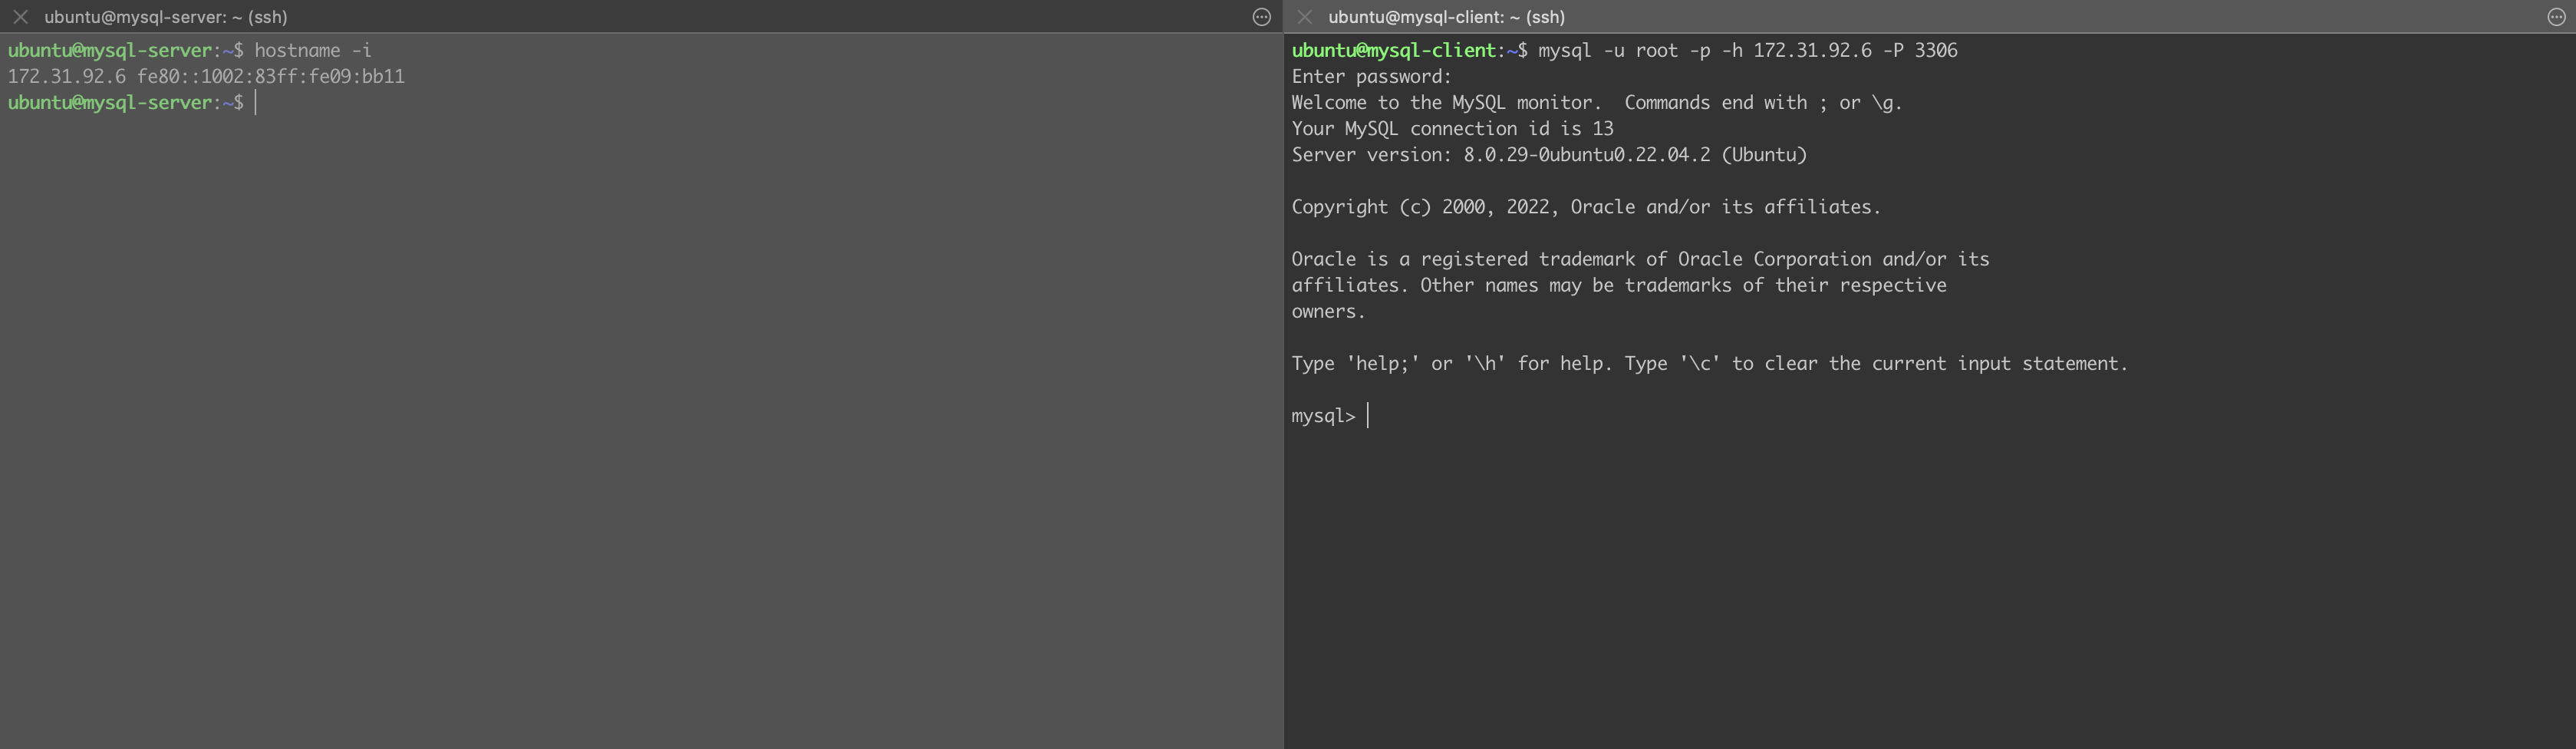 ubuntu@mysql-server: ~ (ssh)
ubuntu@mysql-server:~$ hostname -i
172.31.92.6 fe80::1002:83ff:fe09:bb11
ubuntu@mysql-server:~$
ubuntu@mysql-client: ~ (ssh)
ubuntu@mysql-client:~$ mysql -u root -p -h 172.31.92.6 -P 3306
Enter password:
Welcome to the MySQL monitor.  Commands end with ; or \g.
Your MySQL connection id is 13
Server version: 8.0.29-0ubuntu0.22.04.2 (Ubuntu)
Copyright (c) 2000, 2022, Oracle and/or its affiliates.
Oracle is a registered trademark of Oracle Corporation and/or its
affiliates. Other names may be trademarks of their respective
owners.
Type 'help;' or '\h' for help. Type '\c' to clear the current input statement.
mysql>